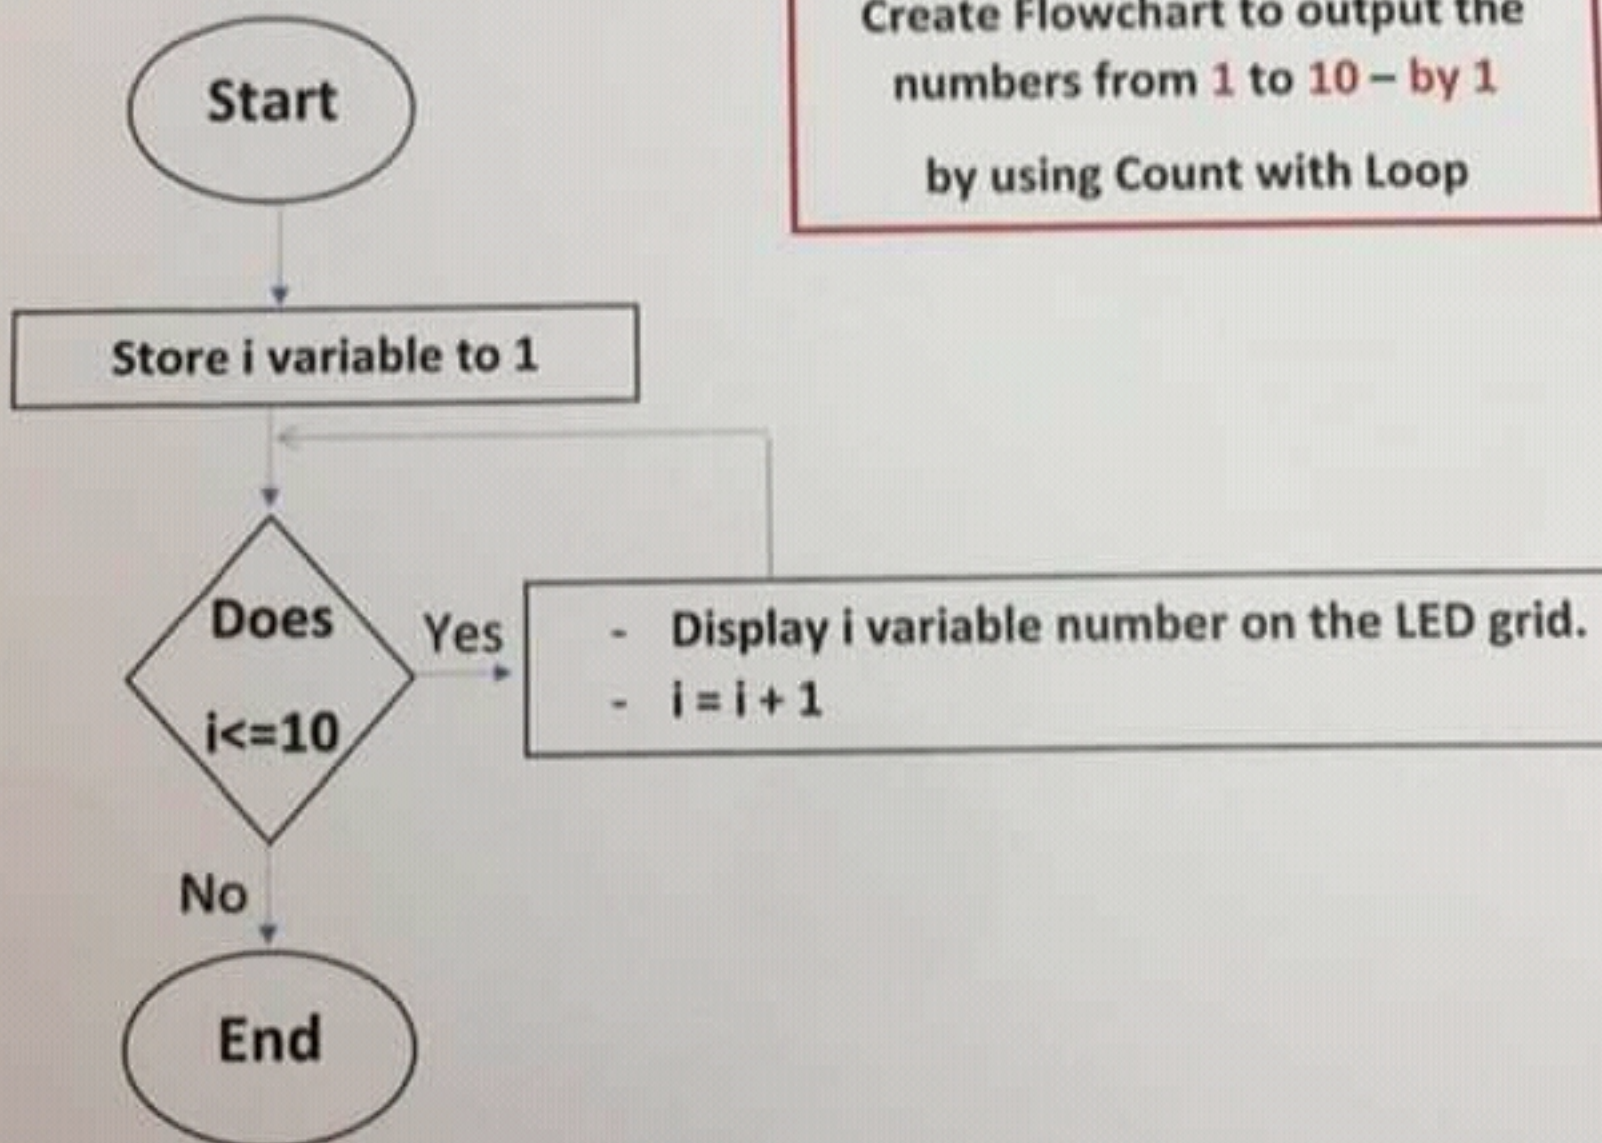 Create Flowchart to output the
numbers from 1 to 10 – by 1
by using Count with Loop
Start
Store i variable to 1
Does
i<=10
Yes
- Display i variable number on the LED grid.
- i = i + 1
No
End